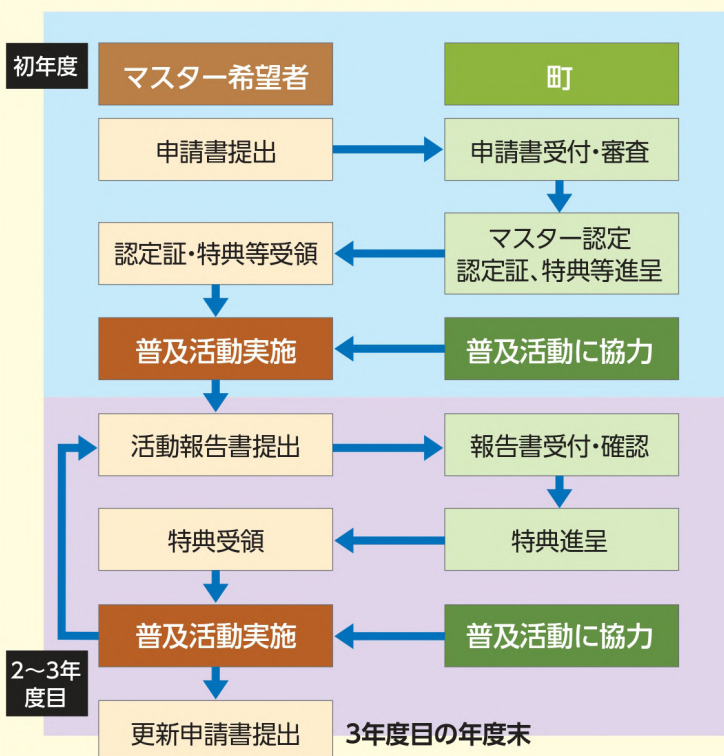 初年度
マスター希望者
町
申請書提出
申請書受付・審査
マスター認定
認定証、特典等進呈
認定証・特典等受領
普及活動実施
普及活動に協力
活動報告書提出
報告書受付・確認
特典受領
特典進呈
普及活動実施
普及活動に協力
2〜3年
度目
更新申請書提出
3年度目の年度末